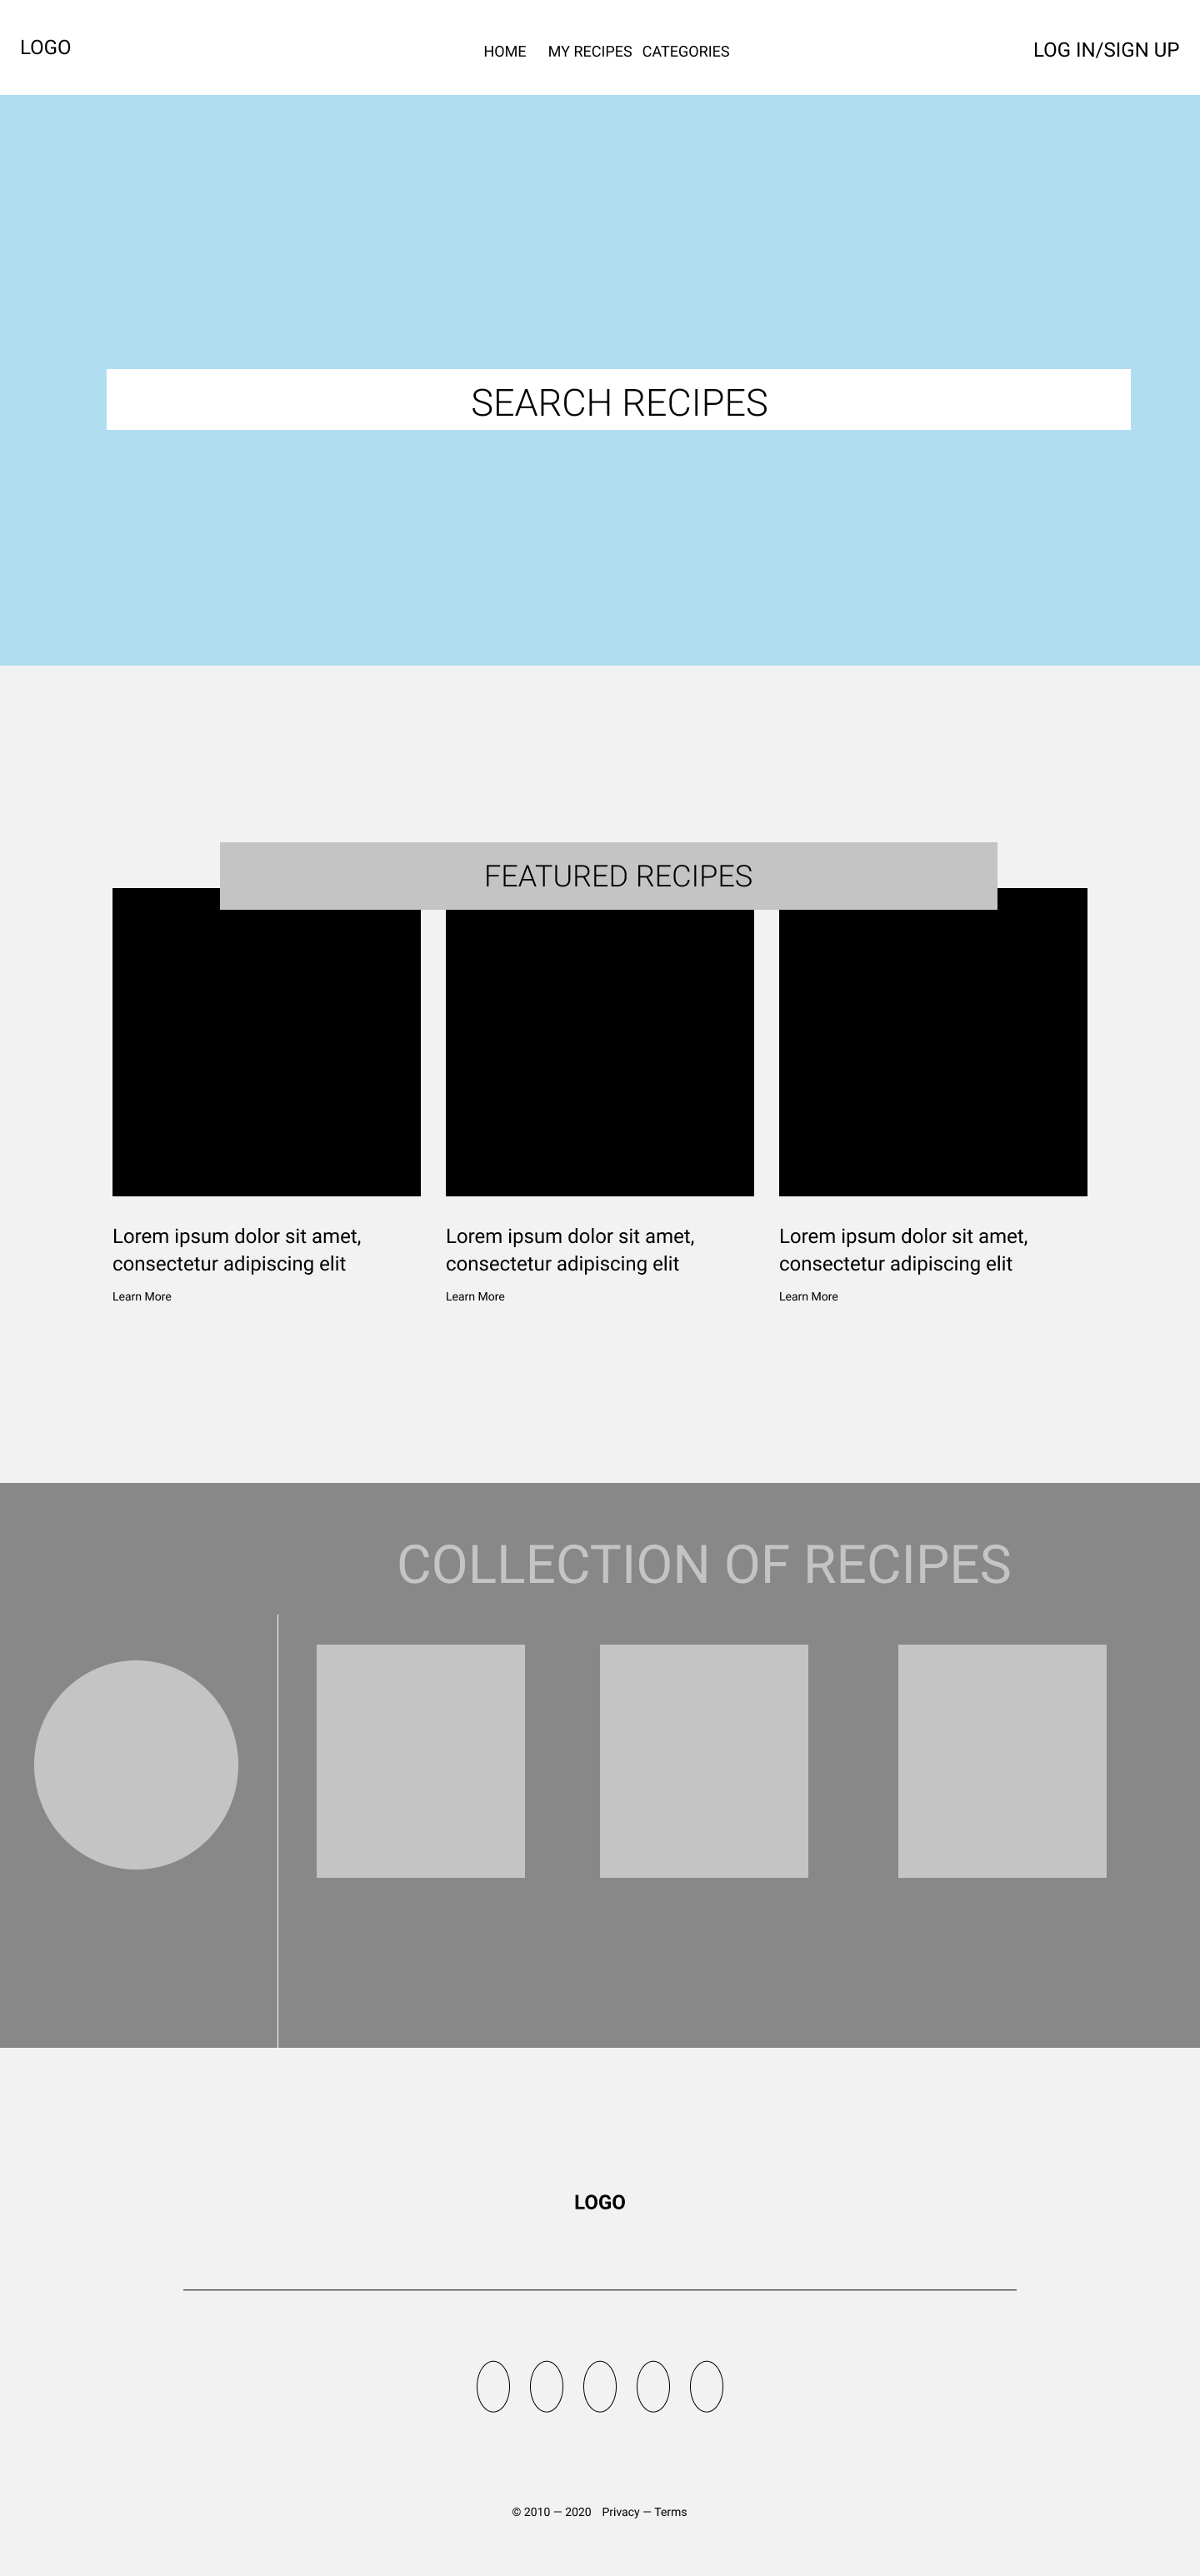 LOGO
HOME MY RECIPES CATEGORIES
LOG IN/SIGN UP
SEARCH RECIPES
FEATURED RECIPES
Lorem ipsum dolor sit amet,
consectetur adipiscing elit
Learn More
Lorem ipsum dolor sit amet,
consectetur adipiscing elit
Learn More
Lorem ipsum dolor sit amet,
consectetur adipiscing elit
Learn More
COLLECTION OF RECIPES
LOGO
© 2010 — 2020 Privacy — Terms